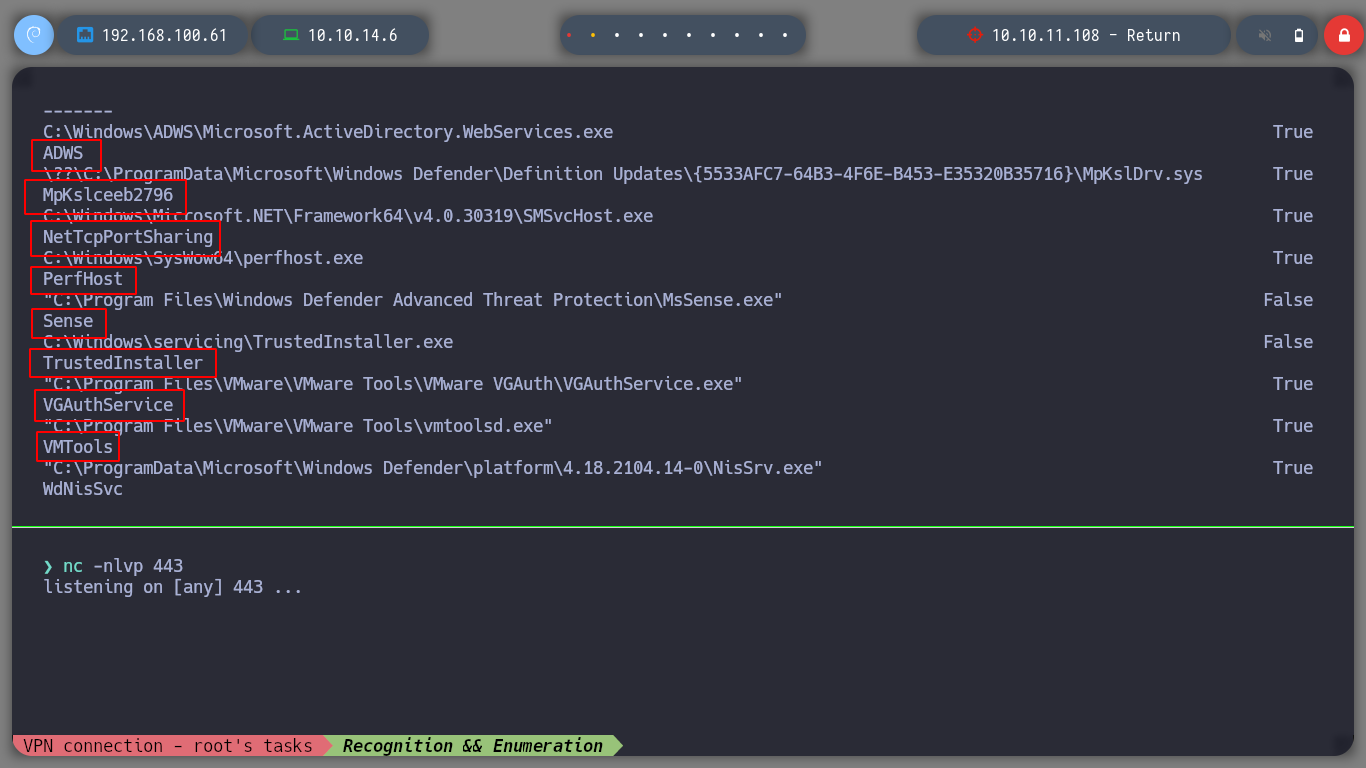 192.168.100.61 10.10.14.6 10.10.11.108 - Return
-------
C:\Windows\ADWS\Microsoft.ActiveDirectory.WebServices.exe True
ADWS
\??\C:\ProgramData\Microsoft\Windows Defender\Definition Updates\{5533AFC7-64B3-4F6E-B453-E35320B35716}\MpKslDrv.sys True
MpKslceeb2796
C:\Windows\Microsoft.NET\Framework64\v4.0.30319\SMSvcHost.exe True
NetTcpPortSharing
C:\Windows\SysWow64\perfhost.exe True
PerfHost
"C:\Program Files\Windows Defender Advanced Threat Protection\MsSense.exe" False
Sense
C:\Windows\servicing\TrustedInstaller.exe False
TrustedInstaller
"C:\Program Files\VMware\VMware Tools\VMware VGAuth\VGAuthService.exe" True
VGAuthService
"C:\Program Files\VMware\VMware Tools\vmtoolsd.exe" True
VMTools
"C:\ProgramData\Microsoft\Windows Defender\platform\4.18.2104.14-0\NisSrv.exe" True
WdNisSvc
❯ nc -nlvp 443
listening on [any] 443 ...
VPN connection - root's tasks Recognition && Enumeration